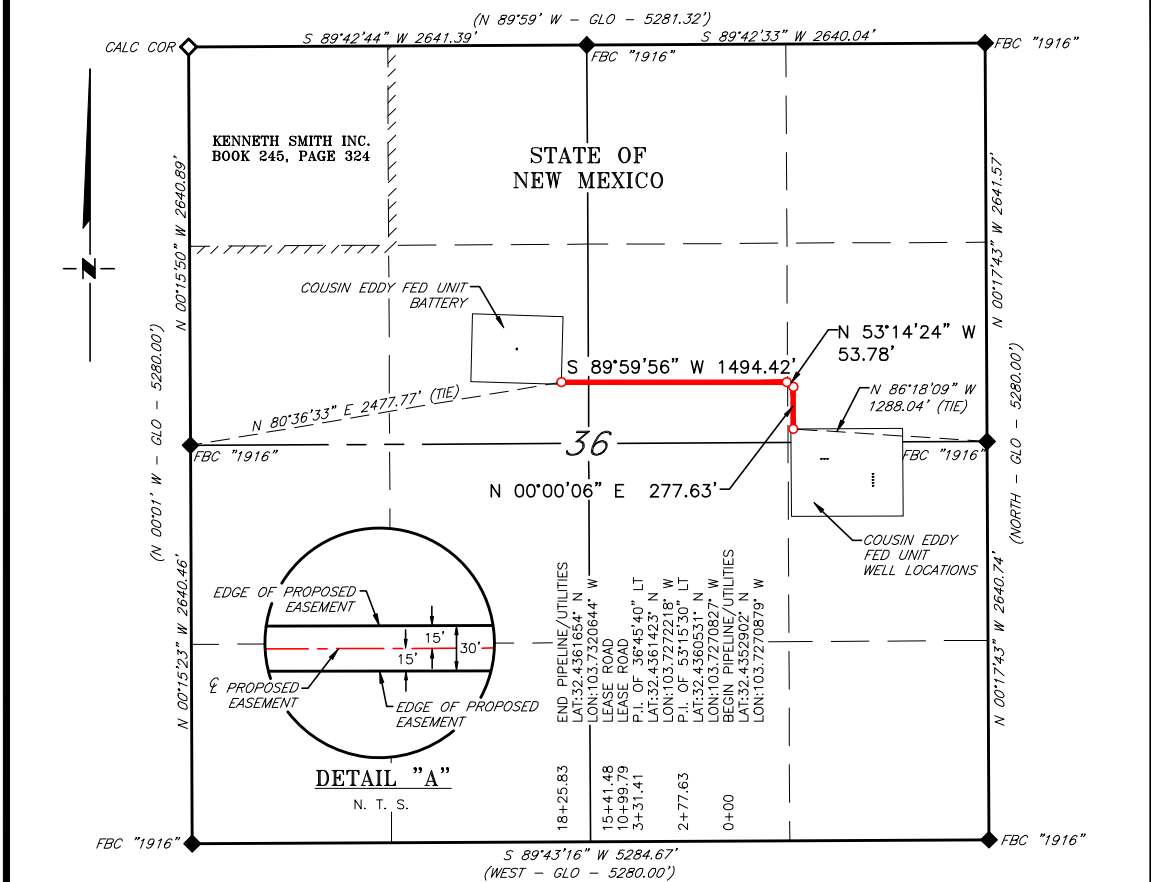 (N 89°59' W - GLO - 5281.32')
CALC COR
S 89°42'44" W 2641.39'
S 89°42'33" W 2640.04'
FBC "1916"
FBC "1916"
KENNETH SMITH INC.
BOOK 245, PAGE 324
STATE OF
NEW MEXICO
N 00°15'50" W 2640.89'
N 00°17'43" W 2641.57'
N
COUSIN EDDY FED UNIT
BATTERY
N 53°14'24" W
53.78'
S 89°59'56" W 1494.42'
N 86°18'09" W
1288.04' (TIE)
N 80°36'33" E 2477.77' (TIE)
(N 00°01' W - GLO - 5280.00')
(NORTH - GLO - 5280.00')
36
FBC "1916"
FBC "1916"
N 00°00'06" E 277.63'
COUSIN EDDY
FED UNIT
WELL LOCATIONS
N 00°15'23" W 2640.46'
N 00°17'43" W 2640.74'
EDGE OF PROPOSED
EASEMENT
15'
15'
30'
℄ PROPOSED
EASEMENT
EDGE OF PROPOSED
EASEMENT
DETAIL "A"
N. T. S.
18+25.83 END PIPELINE/UTILITIES
LAT:32.4361654° N
LON:103.7320644° W
15+41.48 LEASE ROAD
10+99.79 LEASE ROAD
3+31.41 P.I. OF 36°45'40" LT
LAT:32.4361423° N
LON:103.7272218° W
2+77.63 P.I. OF 53°15'30" LT
LAT:32.4360531° N
LON:103.7270827° W
0+00 BEGIN PIPELINE/UTILITIES
LAT:32.4352902° N
LON:103.7270879° W
FBC "1916"
FBC "1916"
S 89°43'16" W 5284.67'
(WEST - GLO - 5280.00')